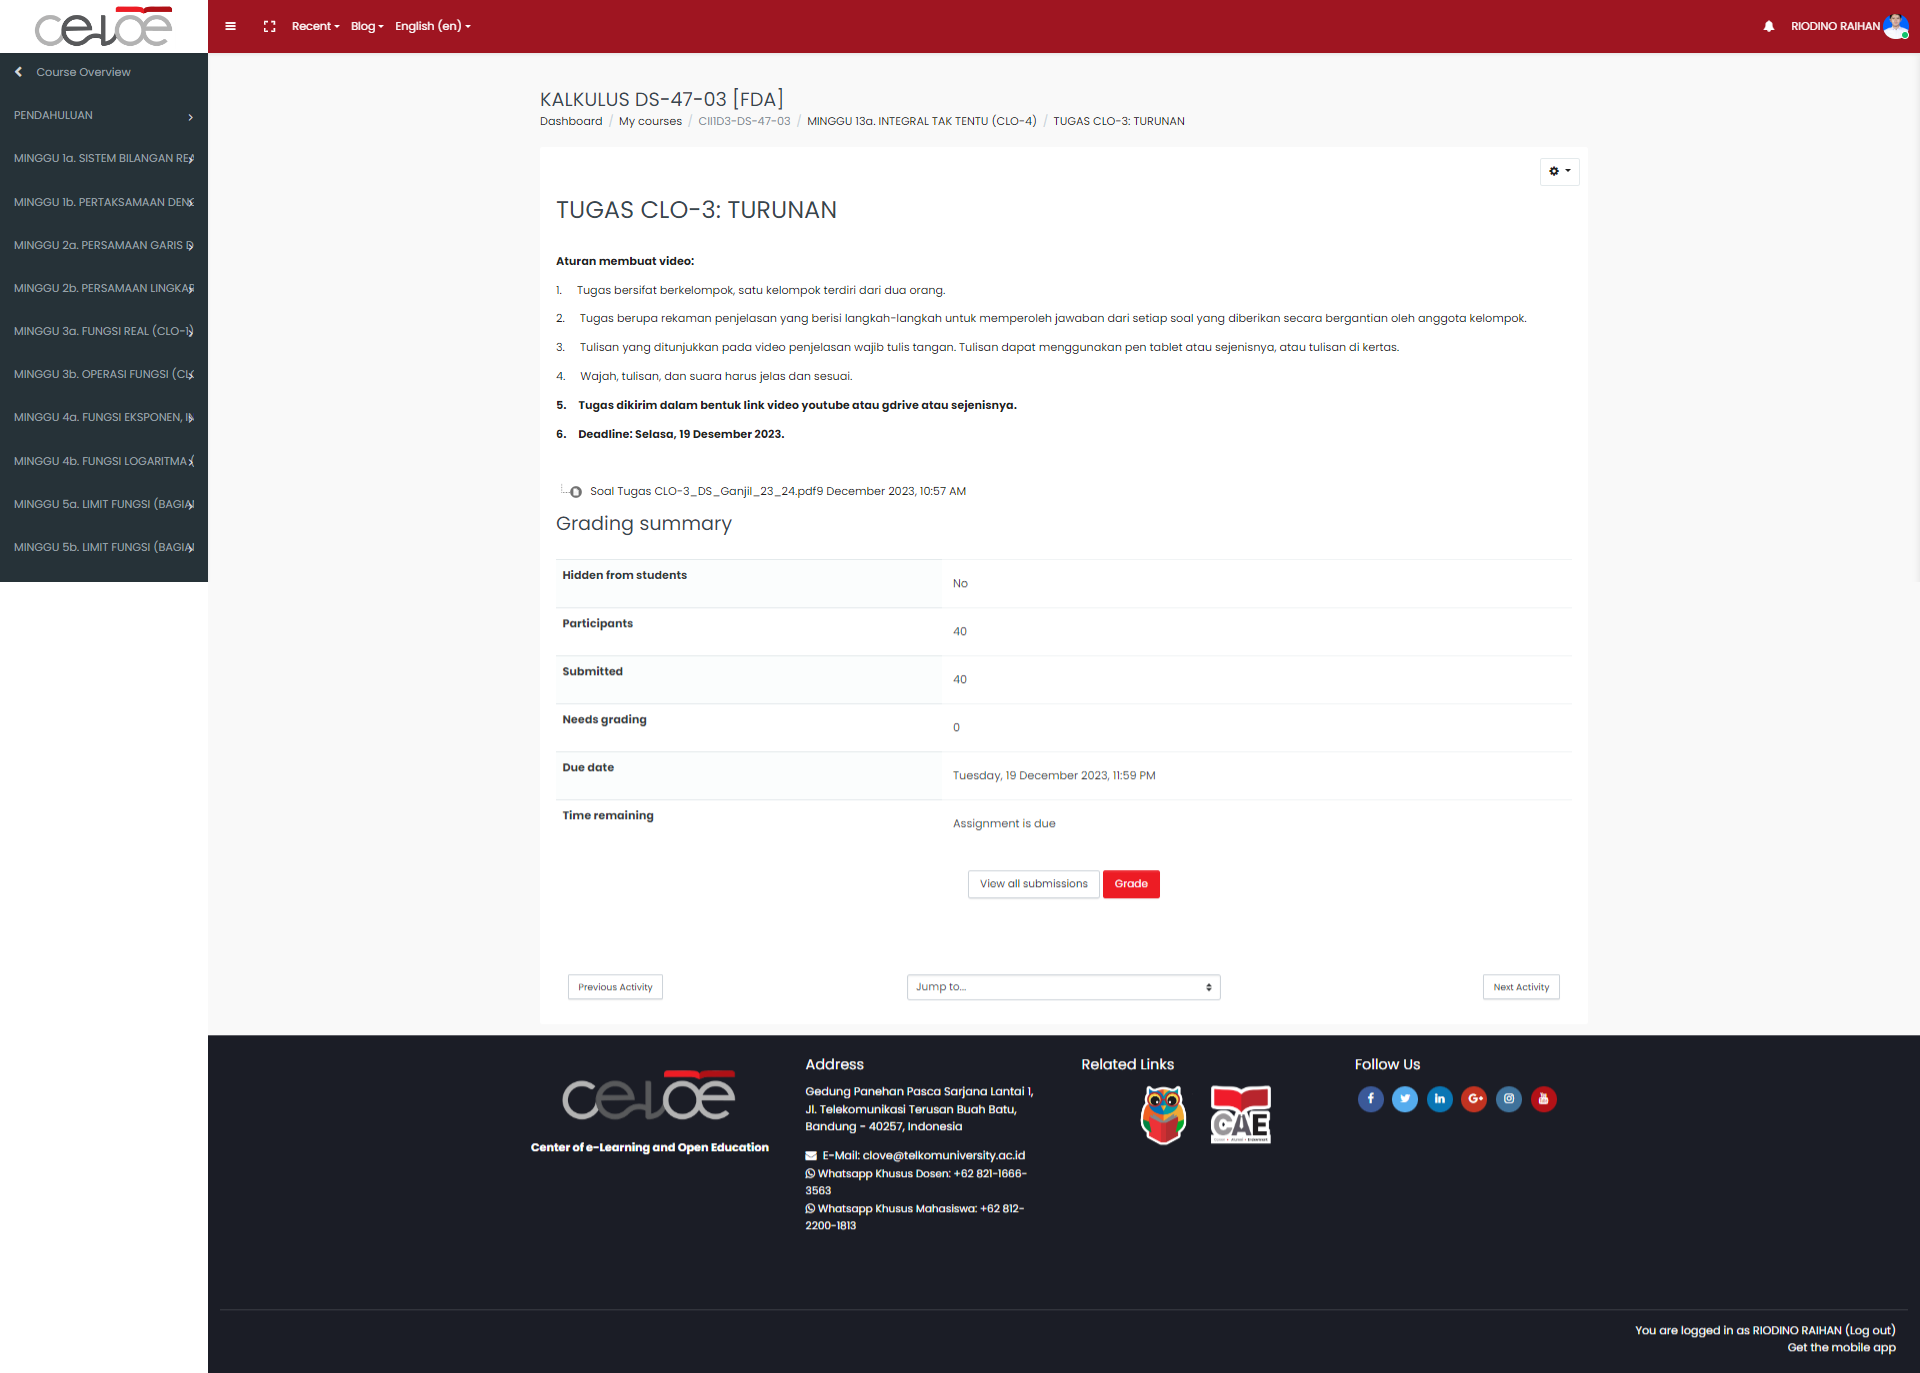 celoe
Recent
Blog
English (en)
RIODINO RAIHAN
Course Overview
PENDAHULUAN
MINGGU 1a. SISTEM BILANGAN REA
MINGGU 1b. PERTAKSAMAAN DEN
MINGGU 2a. PERSAMAAN GARIS D
MINGGU 2b. PERSAMAAN LINGKAR
MINGGU 3a. FUNGSI REAL (CLO-1)
MINGGU 3b. OPERASI FUNGSI (CLO
MINGGU 4a. FUNGSI EKSPONEN,
MINGGU 4b. FUNGSI LOGARITMA (
MINGGU 5a. LIMIT FUNGSI (BAGIAN
MINGGU 5b. LIMIT FUNGSI (BAGIAN
KALKULUS DS-47-03 [FDA]
Dashboard / My courses / CII1D3-DS-47-03 / MINGGU 13a. INTEGRAL TAK TENTU (CLO-4) / TUGAS CLO-3: TURUNAN
TUGAS CLO-3: TURUNAN
Aturan membuat video:
1. Tugas bersifat berkelompok, satu kelompok terdiri dari dua orang.
2. Tugas berupa rekaman penjelasan yang berisi langkah-langkah untuk memperoleh jawaban dari setiap soal yang diberikan secara bergantian oleh anggota kelompok.
3. Tulisan yang ditunjukkan pada video penjelasan wajib tulis tangan. Tulisan dapat menggunakan pen tablet atau sejenisnya, atau tulisan di kertas.
4. Wajah, tulisan, dan suara harus jelas dan sesuai.
5. Tugas dikirim dalam bentuk link video youtube atau gdrive atau sejenisnya.
6. Deadline: Selasa, 19 Desember 2023.
Soal Tugas CLO-3_DS_Ganjil_23_24.pdf9 December 2023, 10:57 AM
Grading summary
Hidden from students
No
Participants
40
Submitted
40
Needs grading
0
Due date
Tuesday, 19 December 2023, 11:59 PM
Time remaining
Assignment is due
View all submissions
Grade
Previous Activity
Jump to...
Next Activity
celoe
Center of e-Learning and Open Education
Address
Gedung Panehan Pasca Sarjana Lantai 1,
Jl. Telekomunikasi Terusan Buah Batu,
Bandung - 40257, Indonesia
E-Mail: clove@telkomuniversity.ac.id
Whatsapp Khusus Dosen: +62 821-1666-
3563
Whatsapp Khusus Mahasiswa: +62 812-
2200-1813
Related Links
CAE
Follow Us
You are logged in as RIODINO RAIHAN (Log out)
Get the mobile app